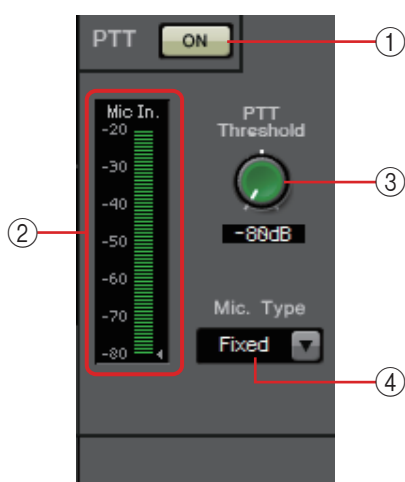 PTT ON ①
Mic In.
-20
-30
-40
-50
-60
-70
-80
②
PTT
Threshold
③
-80dB
Mic. Type
Fixed
④